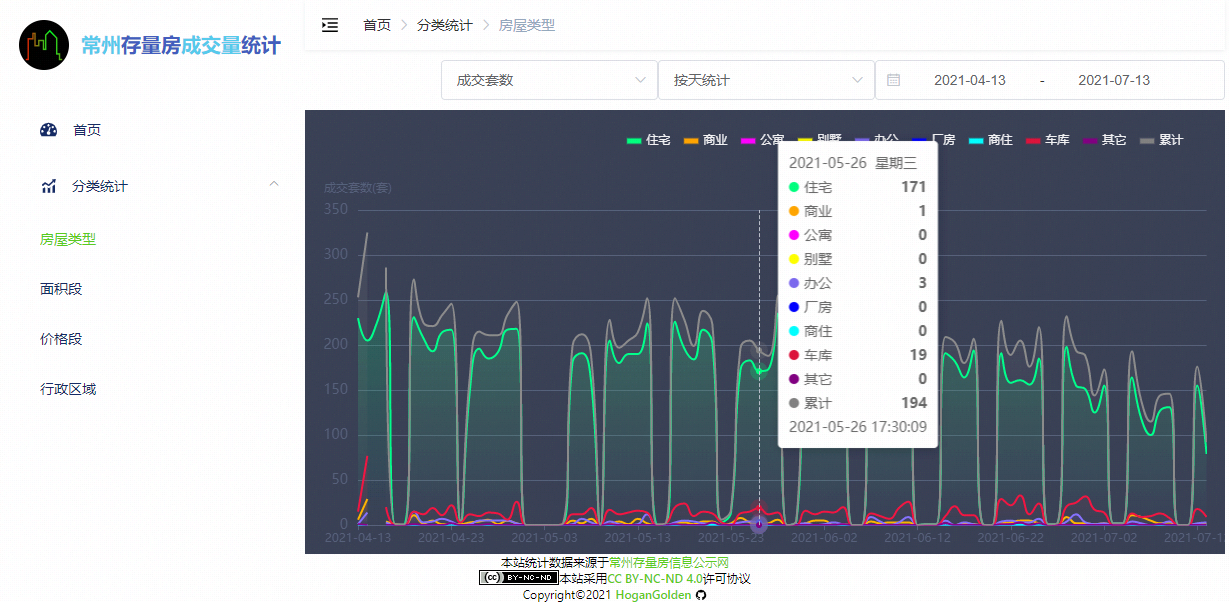 常州存量房成交量统计
首页
分类统计
房屋类型
面积段
价格段
行政区域
首页 > 分类统计 > 房屋类型
成交套数 按天统计 2021-04-13 - 2021-07-13
住宅 商业 公寓 别墅 办公 厂房 商住 车库 其它 累计
成交套数(套)
350
300
250
200
150
100
50
0
2021-05-26 星期三
住宅 171
商业 1
公寓 0
别墅 0
办公 3
厂房 0
商住 0
车库 19
其它 0
累计 194
2021-05-26 17:30:09
2021-04-13 2021-04-23 2021-05-03 2021-05-13 2021-05-23 2021-06-02 2021-06-12 2021-06-22 2021-07-02 2021-07-1
本站统计数据来源于常州存量房信息公示网
(cc) BY-NC-ND 本站采用CC BY-NC-ND 4.0许可协议
Copyright©2021 HoganGolden